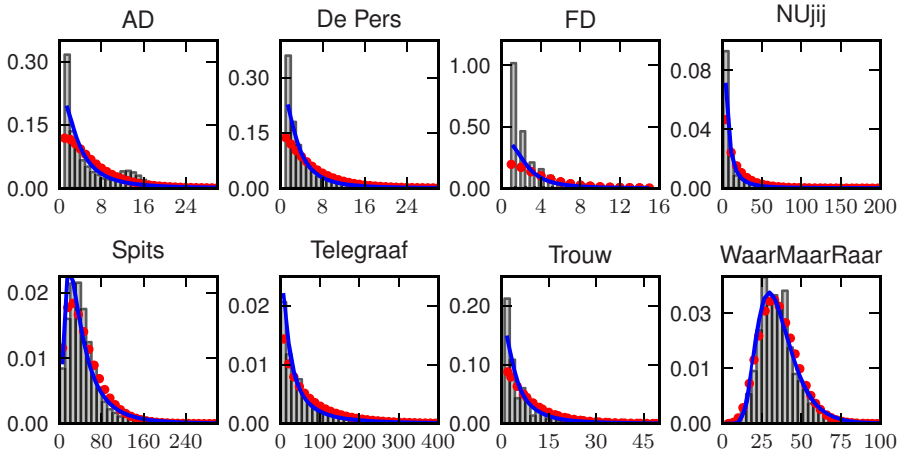 AD De Pers FD NUjij
0.30 0.30 1.00 0.08
0.15 0.15 0.50 0.04
0.00 0.00 0.00 0.00
0 8 16 24 0 8 16 24 0 4 8 12 16 0 50 100 150 200
Spits Telegraaf Trouw WaarMaarRaar
0.02 0.02 0.20 0.03
0.01 0.01 0.10 0.01
0.00 0.00 0.00 0.00
0 60 120 180 240 0 100 200 300 400 0 15 30 45 0 25 50 75 100